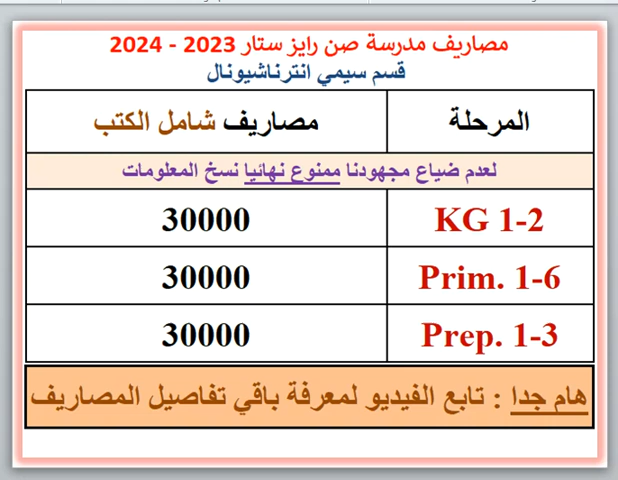 مصاريف مدرسة صن رايز ستار 2023 - 2024
قسم سيمي انترناشيونال
المرحلة مصاريف شامل الكتب
لعدم ضياع مجهودنا ممنوع نهائيا نسخ المعلومات
KG 1-2 30000
Prim. 1-6 30000
Prep. 1-3 30000
هام جدا : تابع الفيديو لمعرفة باقي تفاصيل المصاريف